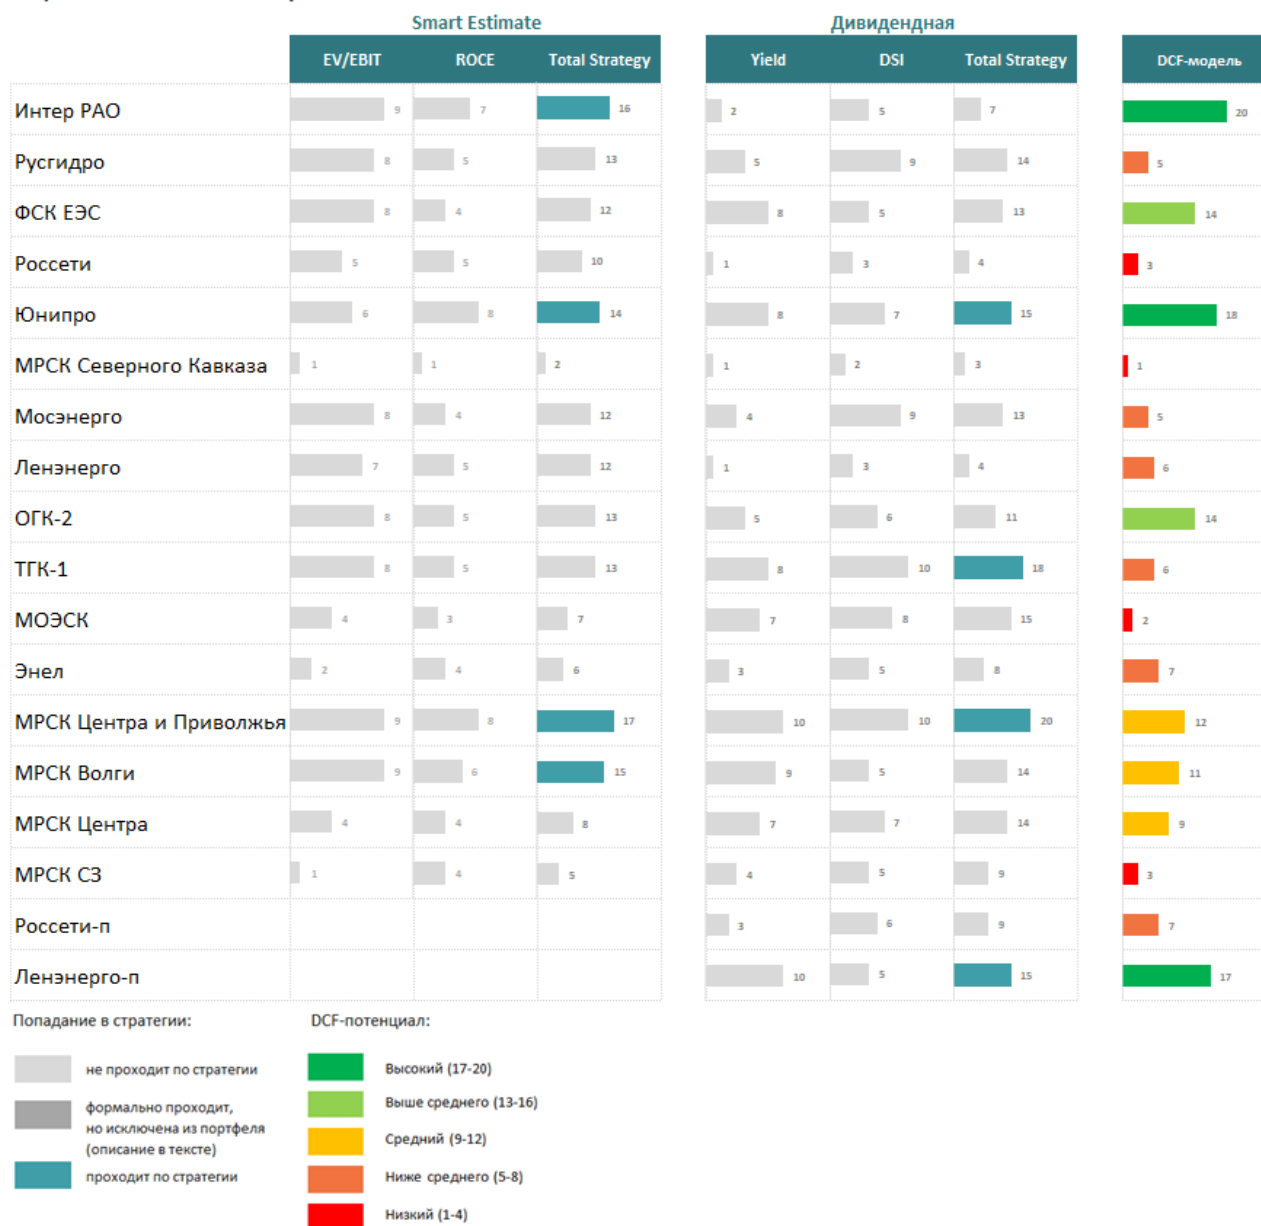 Smart Estimate Дивидендная
EV/EBIT ROCE Total Strategy Yield DSI Total Strategy DCF-модель
Интер РАО 9 7 16 2 5 7 20
Русгидро 8 5 13 5 9 14 5
ФСК ЕЭС 8 4 12 8 5 13 14
Россети 5 5 10 1 3 4 3
Юнипро 6 8 14 8 7 15 18
МРСК Северного Кавказа 1 1 2 1 2 3 1
Мосэнерго 8 4 12 4 9 13 5
Ленэнерго 7 5 12 1 3 4 6
ОГК-2 8 5 13 5 6 11 14
ТГК-1 8 5 13 8 10 18 6
МОЭСК 4 3 7 7 8 15 2
Энел 2 4 6 3 5 8 7
МРСК Центра и Приволжья 9 8 17 10 10 20 12
МРСК Волги 9 6 15 9 5 14 11
МРСК Центра 4 4 8 7 7 14 9
МРСК СЗ 1 4 5 4 5 9 3
Россети-п 3 6 9 7
Ленэнерго-п 10 5 15 17
Попадание в стратегии: DCF-потенциал:
не проходит по стратегии
формально проходит,
но исключена из портфеля
(описание в тексте)
проходит по стратегии
Высокий (17-20)
Выше среднего (13-16)
Средний (9-12)
Ниже среднего (5-8)
Низкий (1-4)